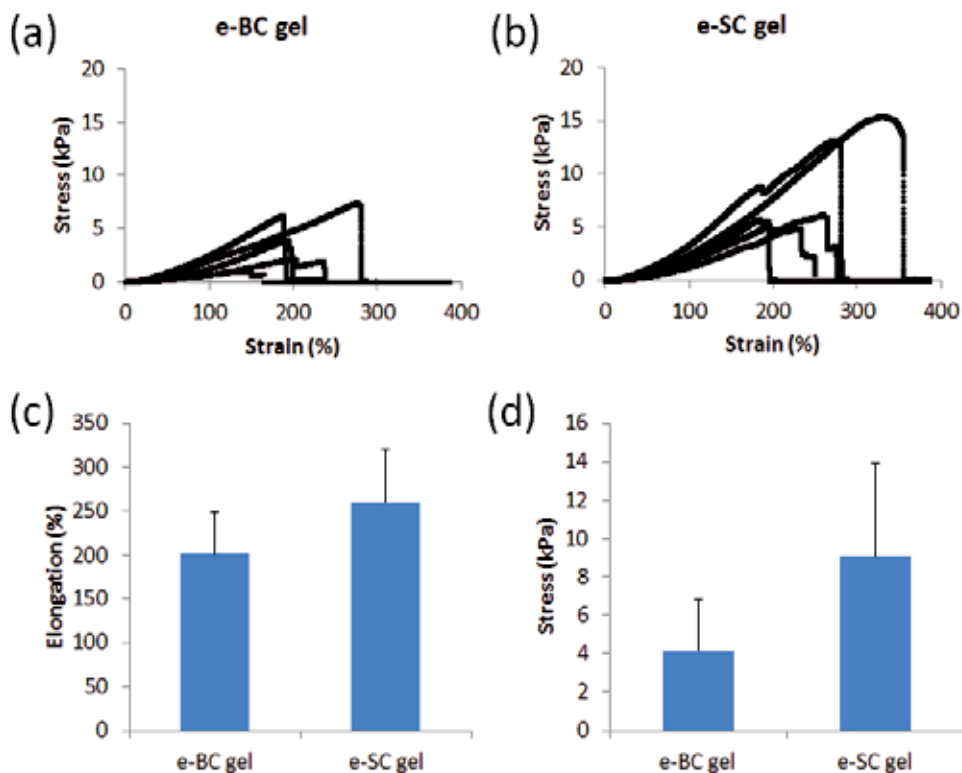 (a)
e-BC gel
20
15
10
5
0
Stress (kPa)
0 100 200 300 400
Strain (%)
(b)
e-SC gel
20
15
10
5
0
Stress (kPa)
0 100 200 300 400
Strain (%)
(c)
350
300
250
200
150
100
50
0
Elongation (%)
e-BC gel e-SC gel
(d)
16
14
12
10
8
6
4
2
0
Stress (kPa)
e-BC gel e-SC gel